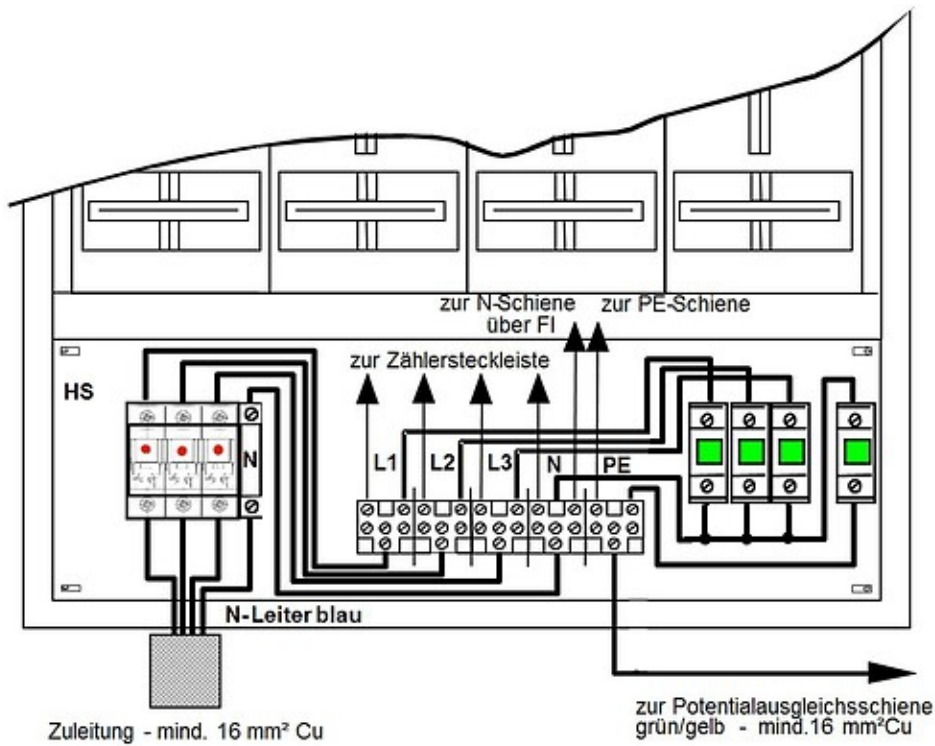 zur N-Schiene
über FI
zur PE-Schiene
zur Zählersteckleiste
HS
N
L1
L2
L3
N
PE
N-Leiter blau
Zuleitung - mind. 16 mm² Cu
zur Potentialausgleichsschiene
grün/gelb - mind.16 mm²Cu